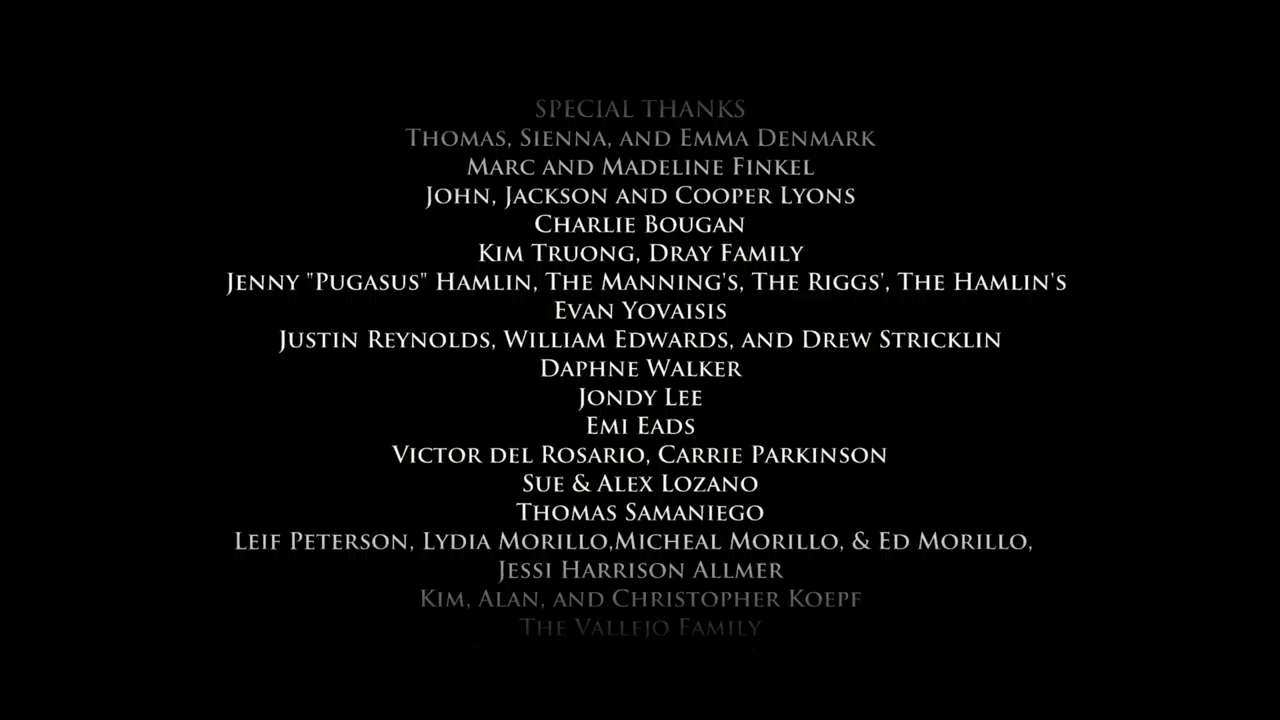 SPECIAL THANKS
THOMAS, SIENNA, AND EMMA DENMARK
MARC AND MADELINE FINKEL
JOHN, JACKSON AND COOPER LYONS
CHARLIE BOUGAN
KIM TRUONG, DRAY FAMILY
JENNY "PUGASUS" HAMLIN, THE MANNING'S, THE RIGGS', THE HAMLIN'S
EVAN YOVAISIS
JUSTIN REYNOLDS, WILLIAM EDWARDS, AND DREW STRICKLIN
DAPHNE WALKER
JONDY LEE
EMI EADS
VICTOR DEL ROSARIO, CARRIE PARKINSON
SUE & ALEX LOZANO
THOMAS SAMANIEGO
LEIF PETERSON, LYDIA MORILLO,MICHEAL MORILLO, & ED MORILLO,
JESSI HARRISON ALLMER
KIM, ALAN, AND CHRISTOPHER KOEPF
THE VALLEJO FAMILY